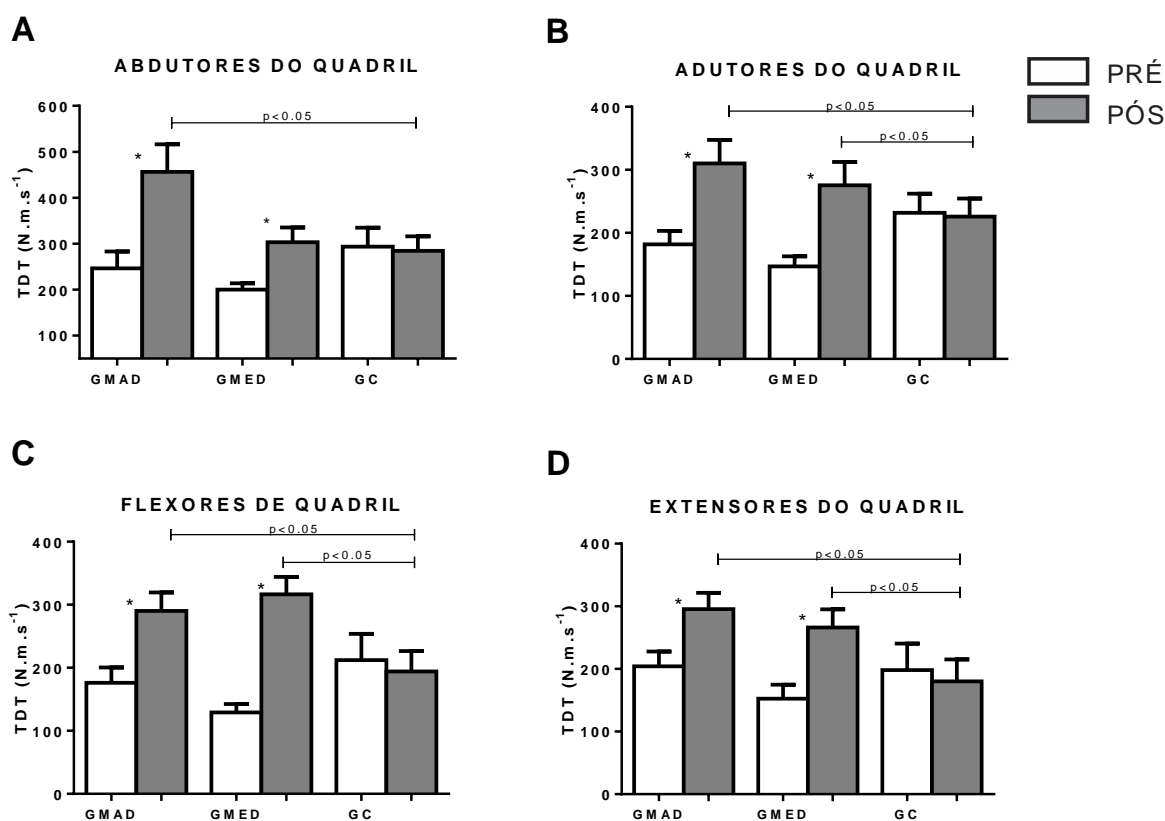 A
ABDUTORES DO QUADRIL
TDT (N.m.s⁻¹)
600
500
400
300
200
100
p<0.05
*
*
GMAD GMED GC
B
ADUTORES DO QUADRIL
TDT (N.m.s⁻¹)
400
300
200
100
0
p<0.05
p<0.05
*
*
GMAD GMED GC
PRÉ
PÓS
C
FLEXORES DE QUADRIL
TDT (N.m.s⁻¹)
400
300
200
100
0
p<0.05
p<0.05
*
*
GMAD GMED GC
D
EXTENSORES DO QUADRIL
TDT (N.m.s⁻¹)
400
300
200
100
0
p<0.05
p<0.05
*
*
GMAD GMED GC